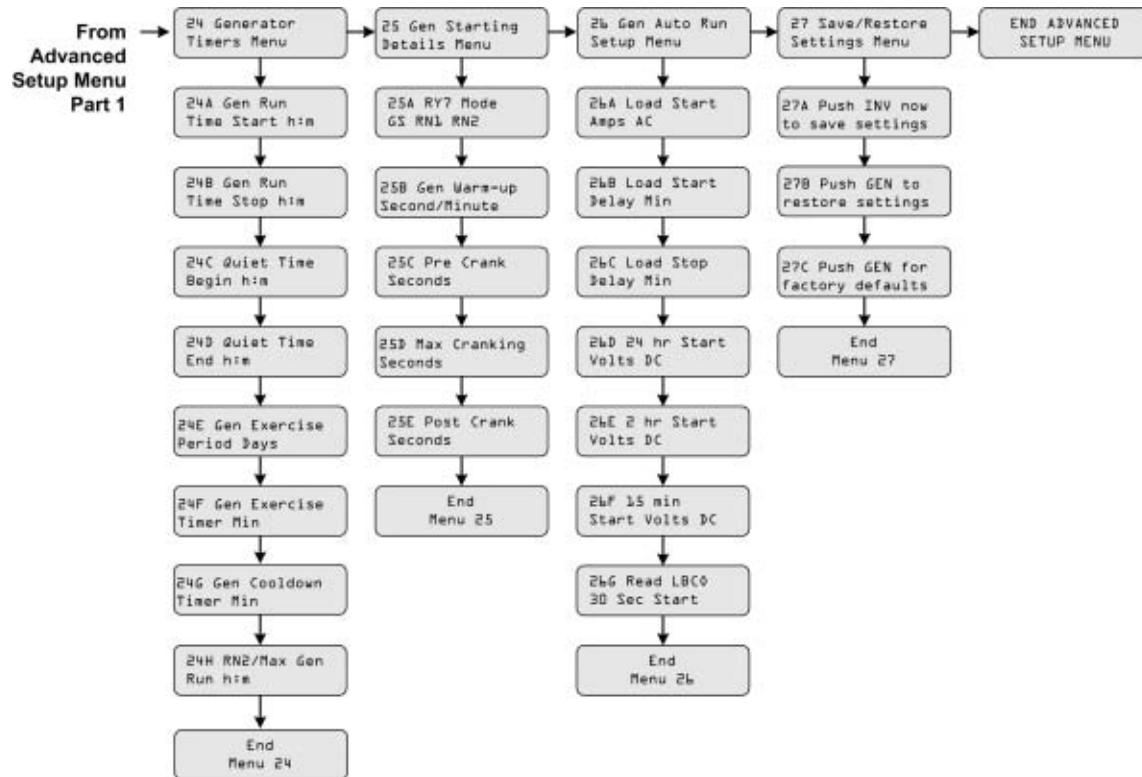 From
Advanced
Setup Menu
Part 1
24 Generator
Timers Menu
24A Gen Run
Time Start h:m
24B Gen Run
Time Stop h:m
24C Quiet Time
Begin h:m
24D Quiet Time
End h:m
24E Gen Exercise
Period Days
24F Gen Exercise
Timer Min
24G Gen Cooldown
Timer Min
24H RN2/Max Gen
Run h:m
End
Menu 24
25 Gen Starting
Details Menu
25A RY7 Mode
GS RN1 RN2
25B Gen Warm-up
Second/Minute
25C Pre Crank
Seconds
25D Max Cranking
Seconds
25E Post Crank
Seconds
End
Menu 25
26 Gen Auto Run
Setup Menu
26A Load Start
Amps AC
26B Load Start
Delay Min
26C Load Stop
Delay Min
26D 24 hr Start
Volts DC
26E 2 hr Start
Volts DC
26F 15 min
Start Volts DC
26G Read LBCO
30 Sec Start
End
Menu 26
27 Save/Restore
Settings Menu
27A Push INV now
to save settings
27B Push GEN to
restore settings
27C Push GEN for
factory defaults
End
Menu 27
END ADVANCED
SETUP MENU